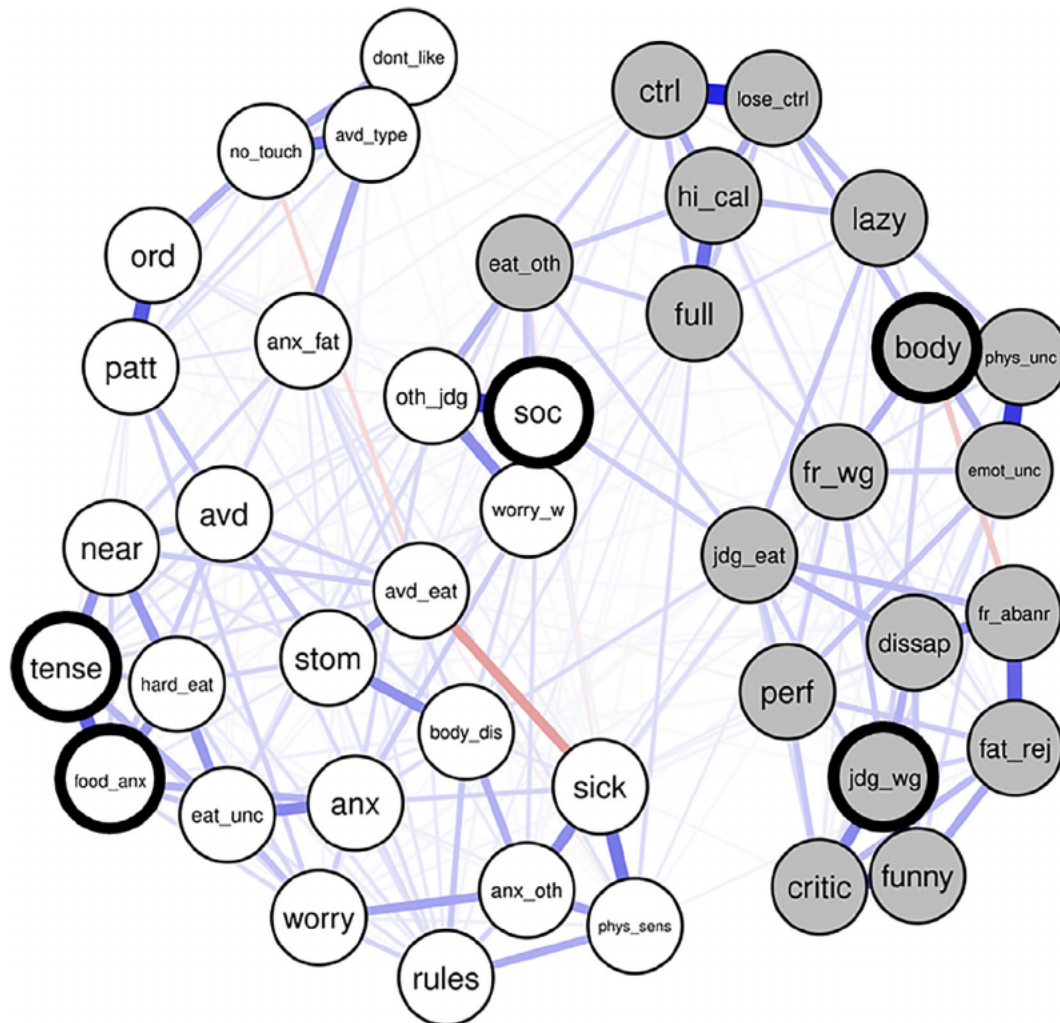 dont_like
ctrl
lose_ctrl
avd_type
no_touch
hi_cal
lazy
ord
eat_oth
full
anx_fat
body
phys_unc
patt
oth_jdg
soc
fr_wg
emot_unc
worry_w
avd
near
jdg_eat
avd_eat
fr_abanr
dissap
stom
tense
hard_eat
perf
body_dis
fat_rej
food_anx
sick
jdg_wg
anx
eat_unc
critic
funny
anx_oth
worry
phys_sens
rules